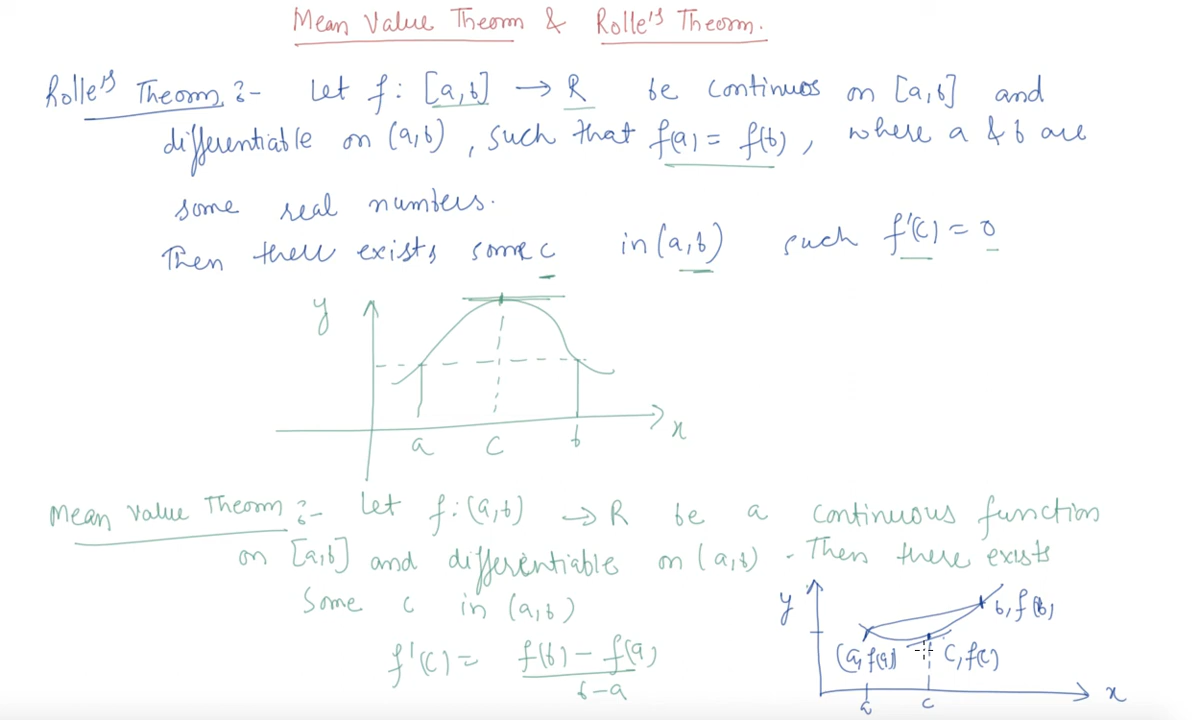 Mean Value Theorm & Rolle's Theorm.
Rolle's Theorm :- Let f: [a,b] → R be continuos on [a,b] and
differentiable on (a,b), such that f(a) = f(b), where a & b are
some real numbers.
Then there exists some c in (a,b) such f'(c) = 0
y
a c b x
Mean Value Theorm :- Let f:(a,b) → R be a continuous function
on [a,b] and differentiable on (a,b). Then there exists
Some c in (a,b)
f'(c) = f(b) - f(a)
b-a
y b, f(b)
(a, f(a) c, f(c)
a c x